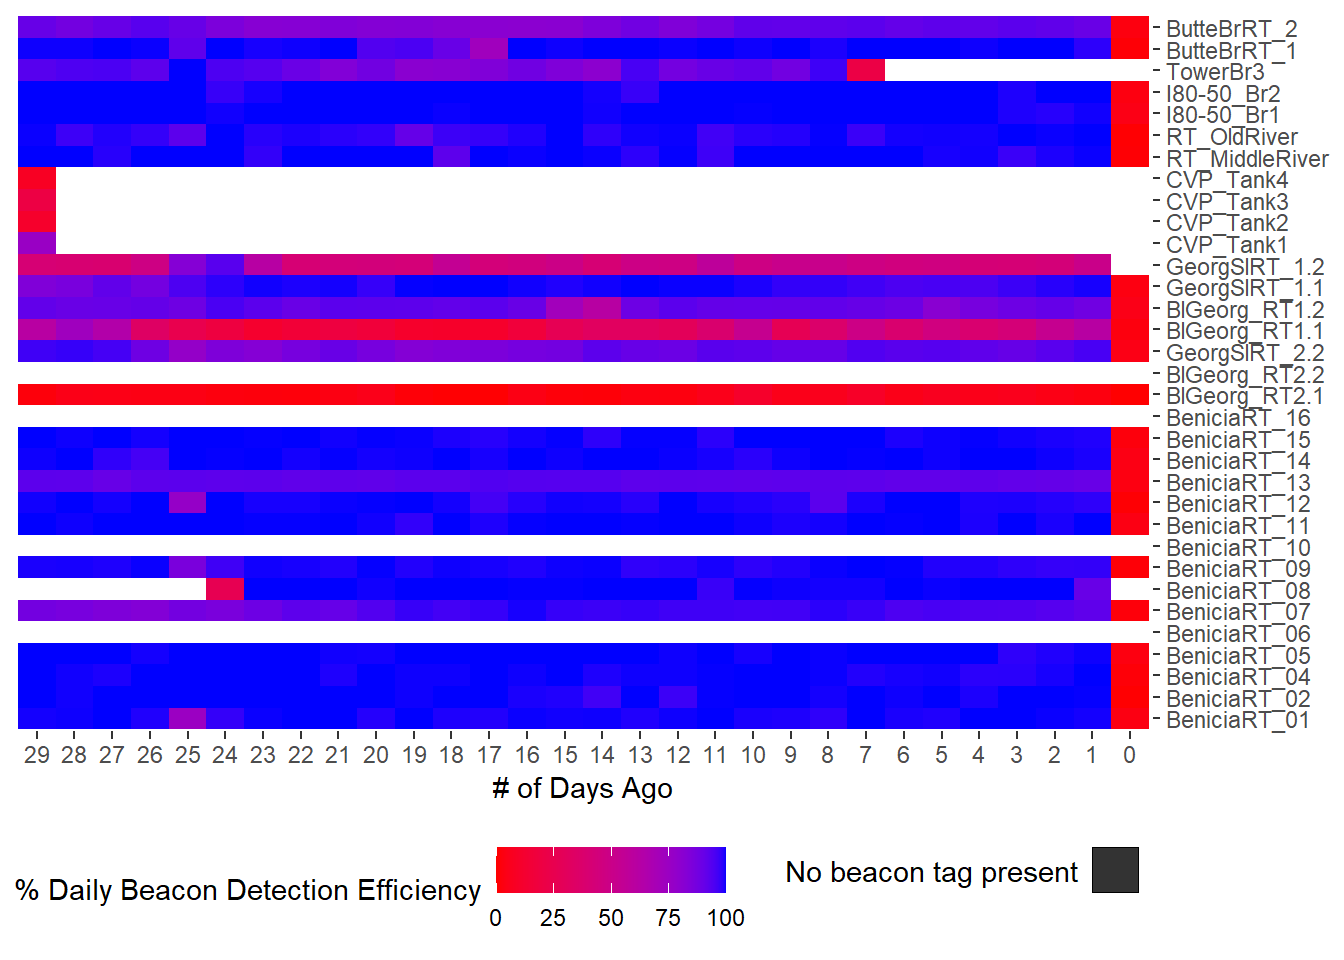 ButteBrRT_2
ButteBrRT_1
TowerBr3
I80-50_Br2
I80-50_Br1
RT_OldRiver
RT_MiddleRiver
CVP_Tank4
CVP_Tank3
CVP_Tank2
CVP_Tank1
GeorgSlRT_1.2
GeorgSlRT_1.1
BlGeorg_RT1.2
BlGeorg_RT1.1
GeorgSlRT_2.2
BlGeorg_RT2.2
BlGeorg_RT2.1
BeniciaRT_16
BeniciaRT_15
BeniciaRT_14
BeniciaRT_13
BeniciaRT_12
BeniciaRT_11
BeniciaRT_10
BeniciaRT_09
BeniciaRT_08
BeniciaRT_07
BeniciaRT_06
BeniciaRT_05
BeniciaRT_04
BeniciaRT_02
BeniciaRT_01
29 28 27 26 25 24 23 22 21 20 19 18 17 16 15 14 13 12 11 10 9 8 7 6 5 4 3 2 1 0
# of Days Ago
% Daily Beacon Detection Efficiency
0 25 50 75 100
No beacon tag present